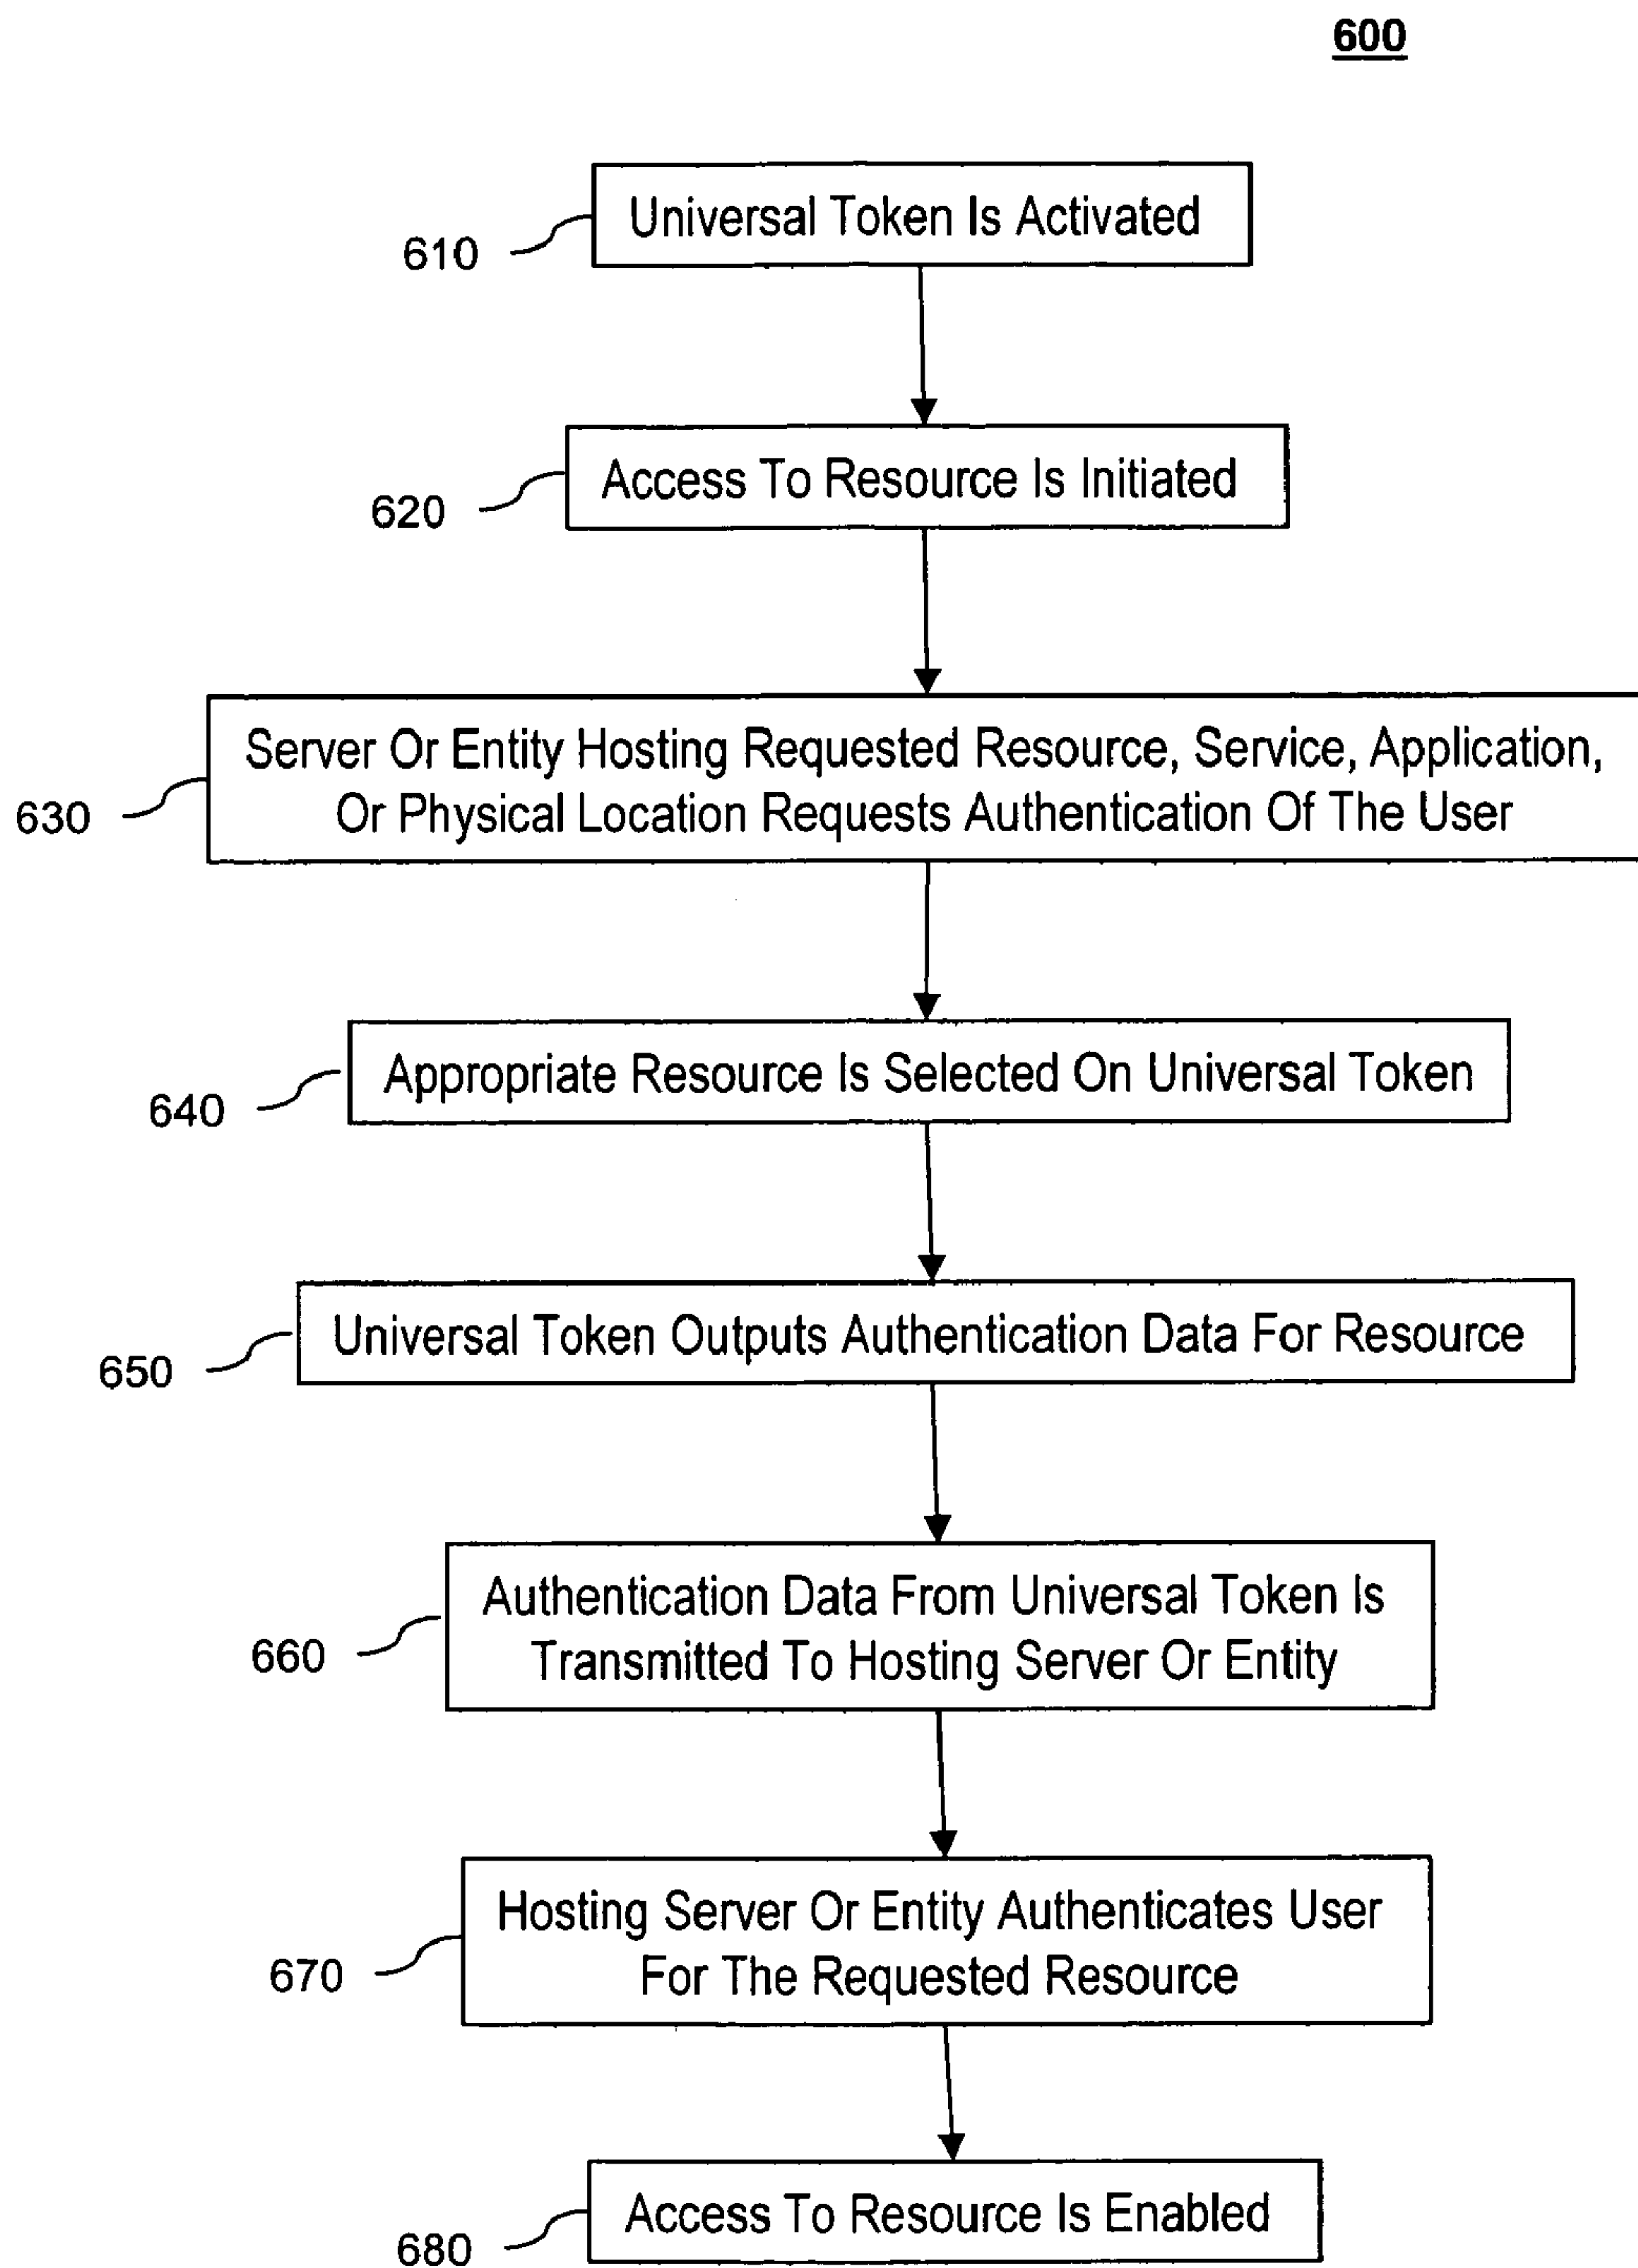 600
Universal Token Is Activated
610
Access To Resource Is Initiated
620
Server Or Entity Hosting Requested Resource, Service, Application,
Or Physical Location Requests Authentication Of The User
630
Appropriate Resource Is Selected On Universal Token
640
Universal Token Outputs Authentication Data For Resource
650
Authentication Data From Universal Token Is
Transmitted To Hosting Server Or Entity
660
Hosting Server Or Entity Authenticates User
For The Requested Resource
670
Access To Resource Is Enabled
680